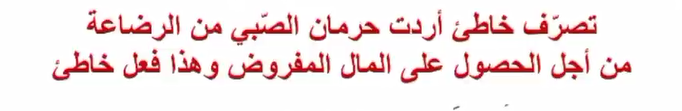 تصرّف خاطئ أردت حرمان الصّبي من الرضاعة
من أجل الحصول على المال المفروض وهذا فعل خاطئ